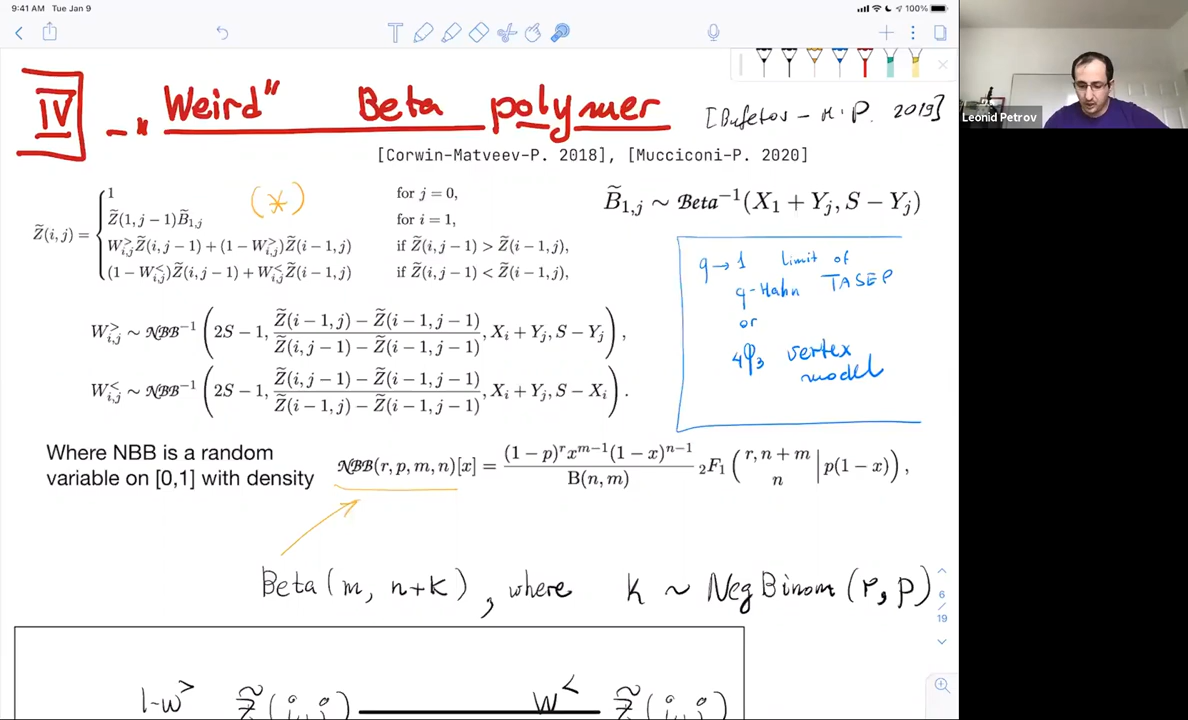 9:41 AM Tue Jan 9
100%
IV - „Weird" Beta polymer [Bufetov - M. - P. 2019]
Leonid Petrov
[Corwin-Matveev-P. 2018], [Mucciconi-P. 2020]
Z̃(i, j) = { 1 for j = 0,
Z̃(1, j − 1)B̃₁,ⱼ for i = 1,
W^>_{i,j} Z̃(i, j − 1) + (1 − W^>_{i,j})Z̃(i − 1, j) if Z̃(i, j − 1) > Z̃(i − 1, j),
(1 − W^<_{i,j})Z̃(i, j − 1) + W^<_{i,j} Z̃(i − 1, j) if Z̃(i, j − 1) < Z̃(i − 1, j),
(*)
B̃₁,ⱼ ∼ Beta⁻¹(X₁ + Yⱼ, S − Yⱼ)
q → 1 limit of
q-Hahn TASEP
or
₄φ₃ vertex
model
W^>_{i,j} ∼ NBB⁻¹ (2S − 1, (Z̃(i − 1, j) − Z̃(i − 1, j − 1)) / (Z̃(i, j − 1) − Z̃(i − 1, j − 1)), Xᵢ + Yⱼ, S − Yⱼ),
W^<_{i,j} ∼ NBB⁻¹ (2S − 1, (Z̃(i, j − 1) − Z̃(i − 1, j − 1)) / (Z̃(i − 1, j) − Z̃(i − 1, j − 1)), Xᵢ + Yⱼ, S − Xᵢ).
Where NBB is a random
variable on [0,1] with density
NBB(r, p, m, n)[x] = ((1 − p)^r x^{m−1}(1 − x)^{n−1}) / B(n, m) ₂F₁ (r, n + m; n | p(1 − x)),
Beta(m, n+k), where k ~ NegBinom(r, p)
6
/
19
1-w^> Z̃(i,j) W^< Z̃(i,j)